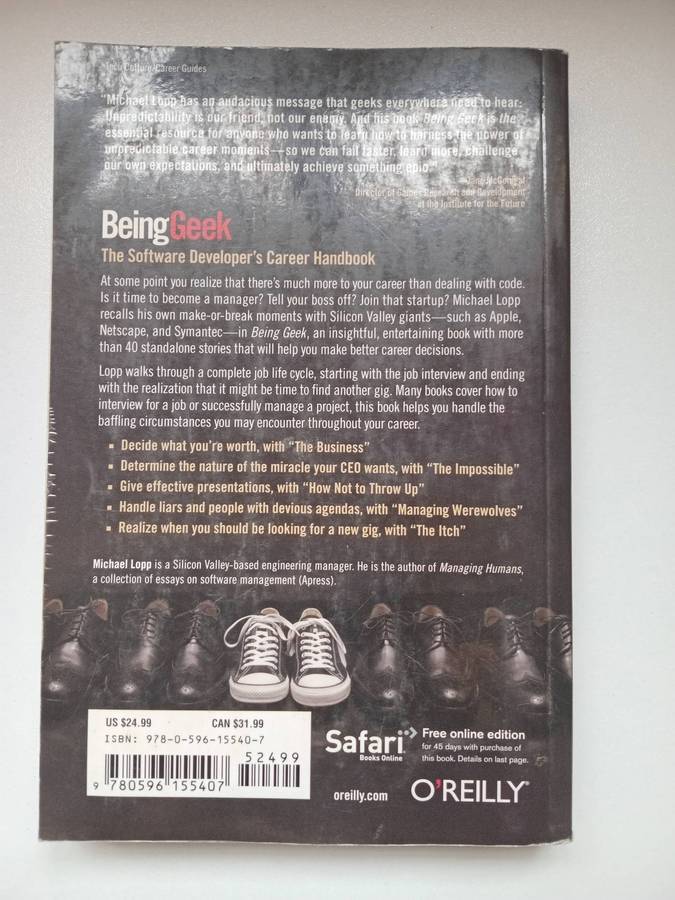 Tech Culture/Career Guides
"Michael Lopp has an audacious message that geeks everywhere need to hear:
Unpredictability is our friend, not our enemy. And his book Being Geek is the
essential resource for anyone who wants to learn how to harness the power of
unpredictable career moments—so we can fail faster, learn more, challenge
our own expectations, and ultimately achieve something epic."
—Jane McGonigal
Director of Games Research and Development
at the Institute for the Future
BeingGeek
The Software Developer's Career Handbook
At some point you realize that there's much more to your career than dealing with code.
Is it time to become a manager? Tell your boss off? Join that startup? Michael Lopp
recalls his own make-or-break moments with Silicon Valley giants—such as Apple,
Netscape, and Symantec—in Being Geek, an insightful, entertaining book with more
than 40 standalone stories that will help you make better career decisions.
Lopp walks through a complete job life cycle, starting with the job interview and ending
with the realization that it might be time to find another gig. Many books cover how to
interview for a job or successfully manage a project, this book helps you handle the
baffling circumstances you may encounter throughout your career.
▪ Decide what you're worth, with "The Business"
▪ Determine the nature of the miracle your CEO wants, with "The Impossible"
▪ Give effective presentations, with "How Not to Throw Up"
▪ Handle liars and people with devious agendas, with "Managing Werewolves"
▪ Realize when you should be looking for a new gig, with "The Itch"
Michael Lopp is a Silicon Valley-based engineering manager. He is the author of Managing Humans,
a collection of essays on software management (Apress).
US $24.99 CAN $31.99
ISBN: 978-0-596-15540-7
52499
9 780596 155407
Safari
Books Online
Free online edition
for 45 days with purchase of
this book. Details on last page.
oreilly.com
O'REILLY®